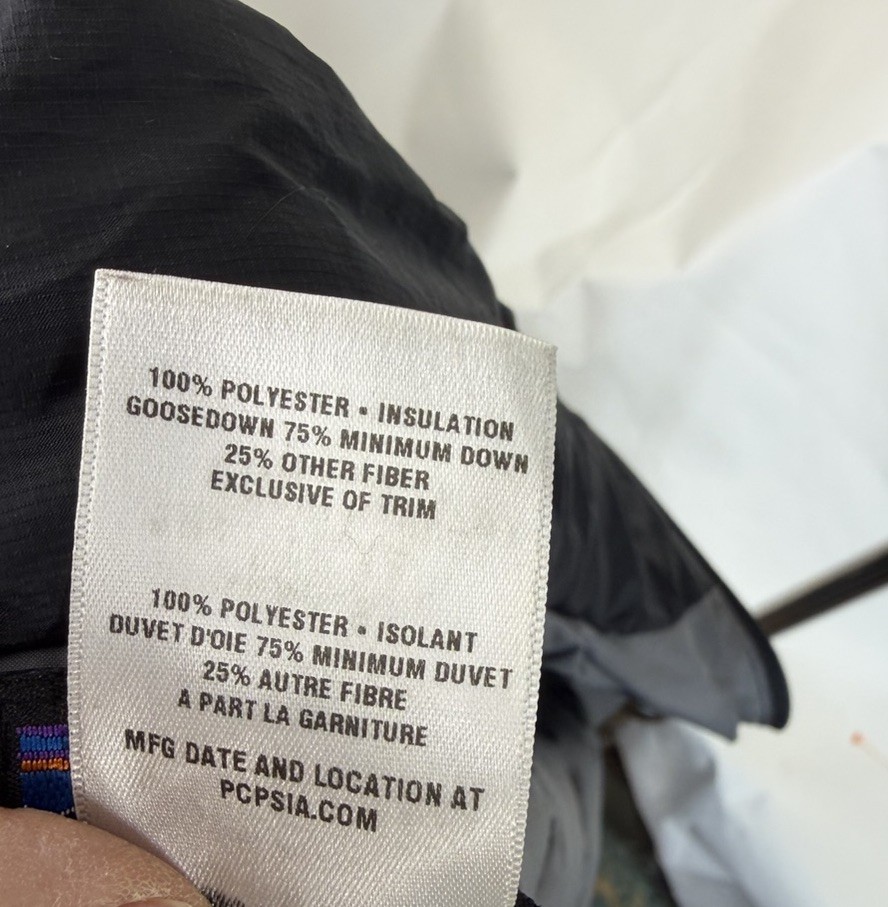 100% POLYESTER • INSULATION
GOOSEDOWN 75% MINIMUM DOWN
25% OTHER FIBER
EXCLUSIVE OF TRIM
100% POLYESTER • ISOLANT
DUVET D'OIE 75% MINIMUM DUVET
25% AUTRE FIBRE
A PART LA GARNITURE
MFG DATE AND LOCATION AT
PCPSIA.COM